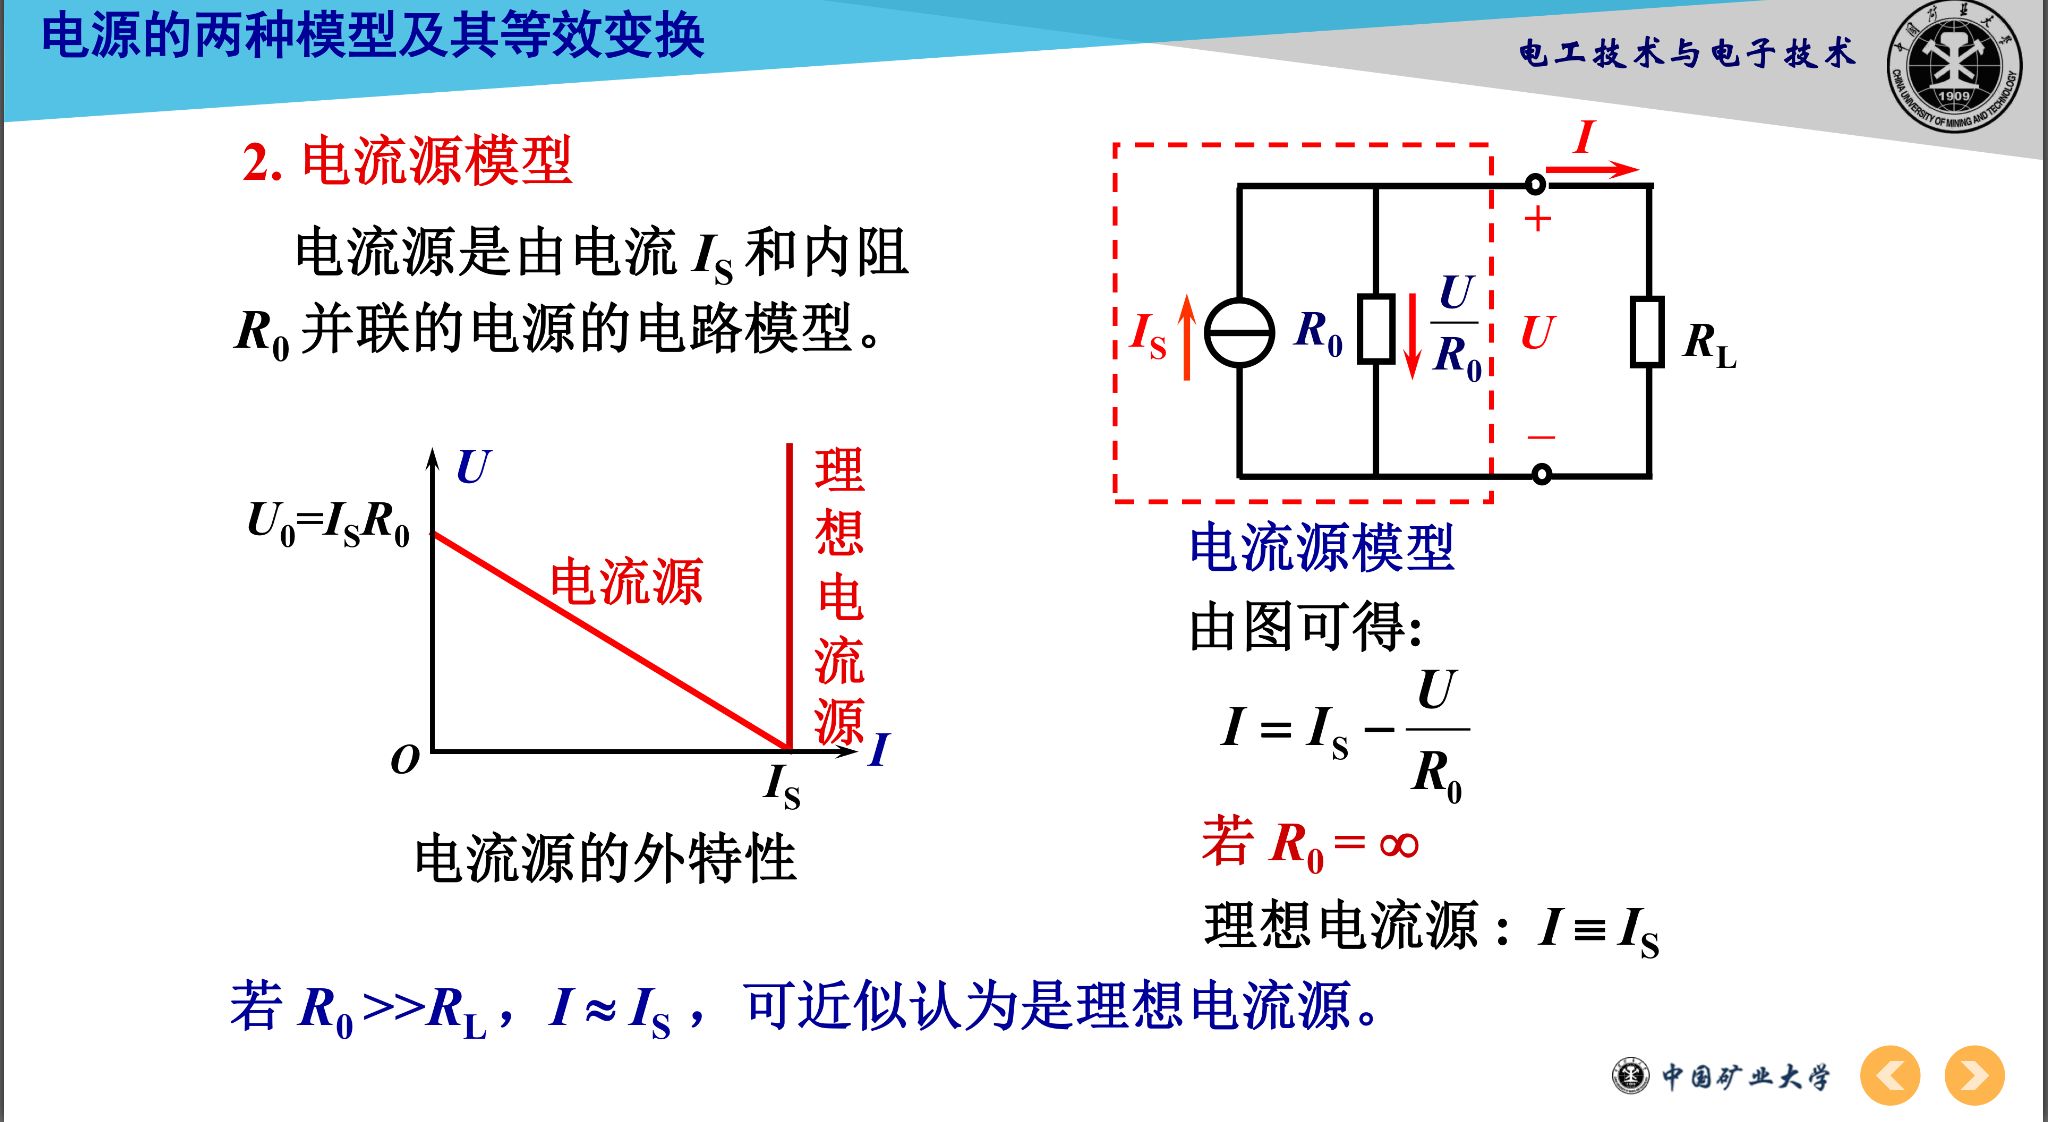 电源的两种模型及其等效变换
电工技术与电子技术
中国矿业大学
CHINA UNIVERSITY OF MINING AND TECHNOLOGY
1909
2. 电流源模型
电流源是由电流 I_S 和内阻
R_0 并联的电源的电路模型。
U
U_0=I_SR_0
电流源
理想电流源
O
I_S
I
电流源的外特性
I
+
I_S
R_0
U/R_0
U
R_L
−
电流源模型
由图可得:
I = I_S − U/R_0
若 R_0 = ∞
理想电流源：I ≡ I_S
若 R_0 >>R_L，I ≈ I_S，可近似认为是理想电流源。
中国矿业大学